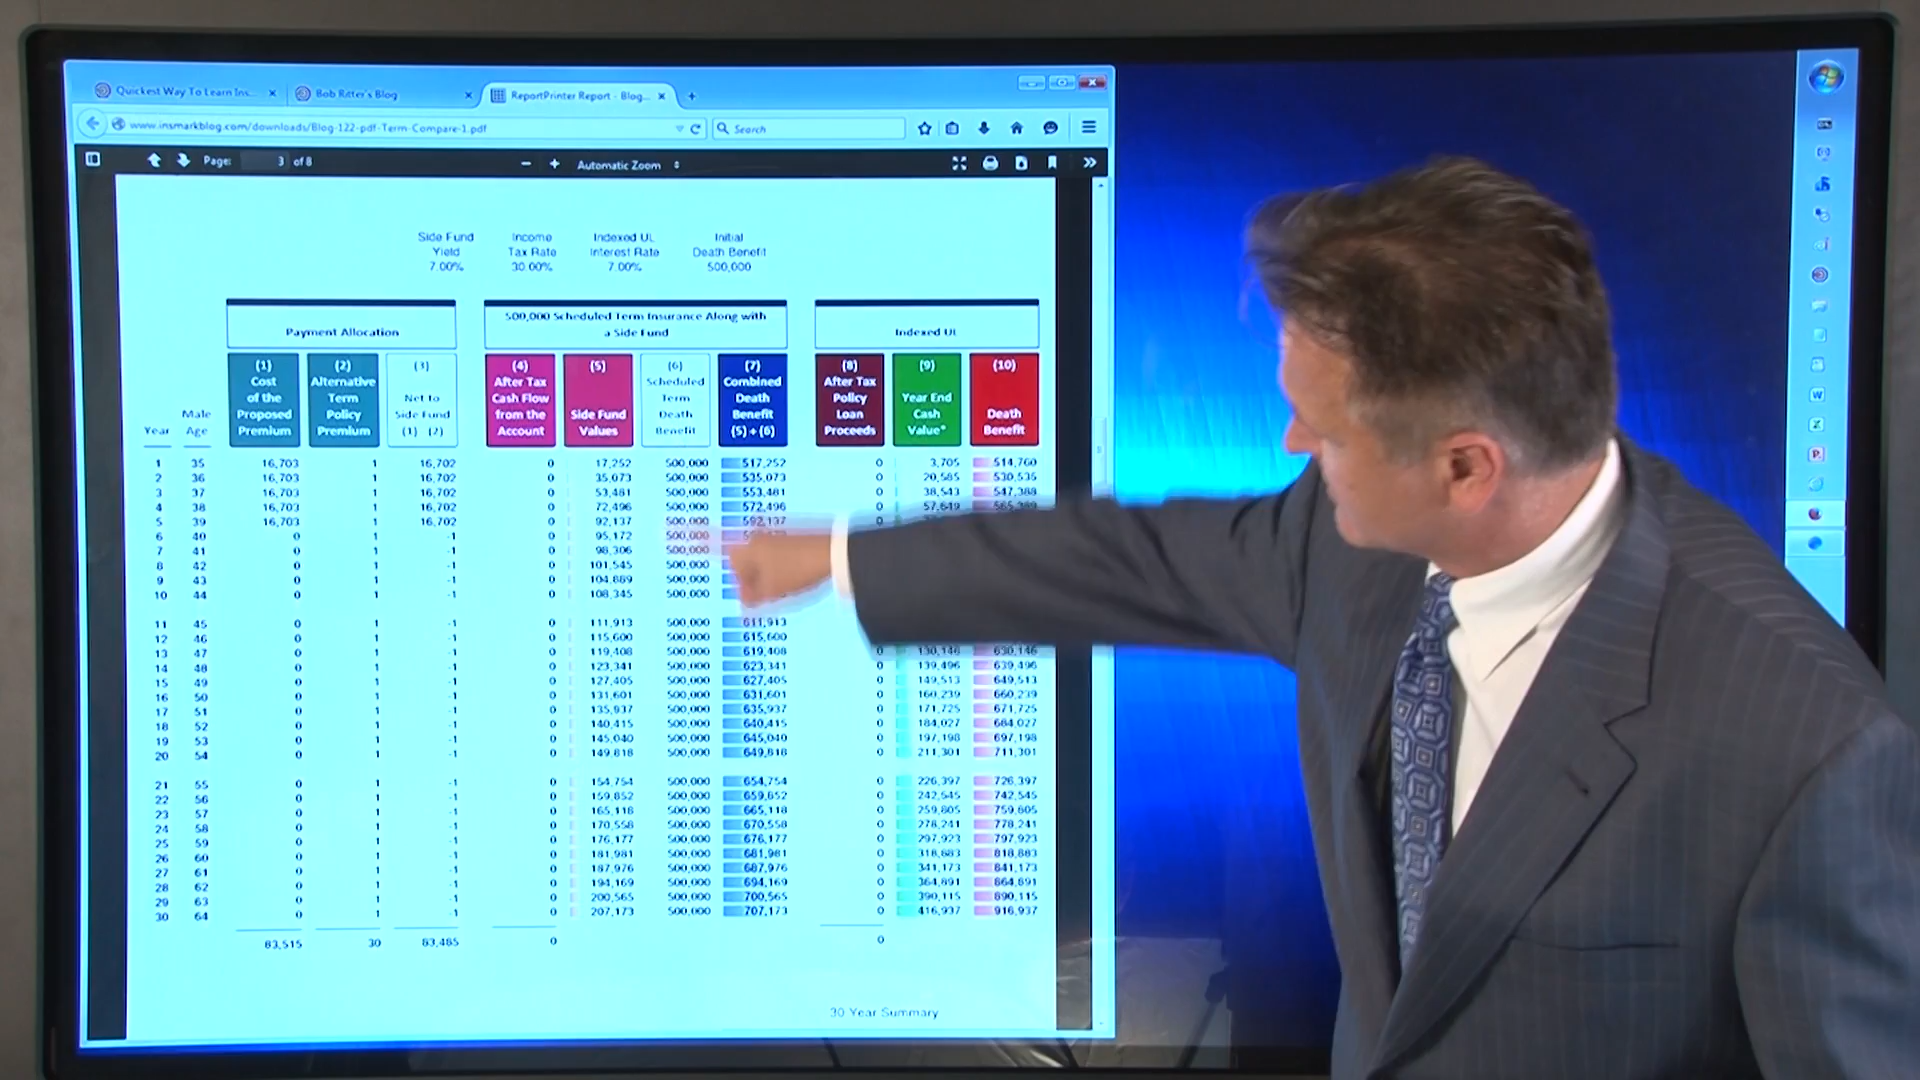 Quickest Way To Learn Ins...
Bob Ritter's Blog
ReportPrinter Report - Blog...
www.insmarkblog.com/downloads/Blog-122-pdf-Term-Compare-1.pdf
Search
Page: 3 of 8
Automatic Zoom
Side Fund Yield 7.00%
Income Tax Rate 30.00%
Indexed UL Interest Rate 7.00%
Initial Death Benefit 500,000
Payment Allocation
500,000 Scheduled Term Insurance Along with a Side Fund
Indexed UL
Year
Male Age
(1) Cost of the Proposed Premium
(2) Alternative Term Policy Premium
(3) Net to Side Fund (1) (2)
(4) After Tax Cash Flow from the Account
(5) Side Fund Values
(6) Scheduled Term Death Benefit
(7) Combined Death Benefit (5) + (6)
(8) After Tax Policy Loan Proceeds
(9) Year End Cash Value*
(10) Death Benefit
1 35 16,703 1 16,702 0 17,252 500,000 517,252 0 3,705 514,760
2 36 16,703 1 16,702 0 35,073 500,000 535,073 0 20,585 530,535
3 37 16,703 1 16,702 0 53,481 500,000 553,481 0 38,543 547,388
4 38 16,703 1 16,702 0 72,496 500,000 572,496 0 57,649 565,389
5 39 16,703 1 16,702 0 92,137 500,000 592,137 0
6 40 0 1 -1 0 95,172 500,000
7 41 0 1 -1 0 98,306 500,000
8 42 0 1 -1 0 101,545 500,000
9 43 0 1 -1 0 104,889 500,000
10 44 0 1 -1 0 108,345 500,000
11 45 0 1 -1 0 111,913 500,000 611,913
12 46 0 1 -1 0 115,600 500,000 615,600
13 47 0 1 -1 0 119,408 500,000 619,408 0 130,146 630,146
14 48 0 1 -1 0 123,341 500,000 623,341 0 139,496 639,496
15 49 0 1 -1 0 127,405 500,000 627,405 0 149,513 649,513
16 50 0 1 -1 0 131,601 500,000 631,601 0 160,239 660,239
17 51 0 1 -1 0 135,937 500,000 635,937 0 171,725 671,725
18 52 0 1 -1 0 140,415 500,000 640,415 0 184,027 684,027
19 53 0 1 -1 0 145,040 500,000 645,040 0 197,198 697,198
20 54 0 1 -1 0 149,818 500,000 649,818 0 211,301 711,301
21 55 0 1 -1 0 154,754 500,000 654,754 0 226,397 726,397
22 56 0 1 -1 0 159,852 500,000 659,852 0 242,545 742,545
23 57 0 1 -1 0 165,118 500,000 665,118 0 259,805 759,805
24 58 0 1 -1 0 170,558 500,000 670,558 0 278,241 778,241
25 59 0 1 -1 0 176,177 500,000 676,177 0 297,923 797,923
26 60 0 1 -1 0 181,981 500,000 681,981 0 318,883 818,883
27 61 0 1 -1 0 187,976 500,000 687,976 0 341,173 841,173
28 62 0 1 -1 0 194,169 500,000 694,169 0 364,891 864,891
29 63 0 1 -1 0 200,565 500,000 700,565 0 390,115 890,115
30 64 0 1 -1 0 207,173 500,000 707,173 0 416,937 916,937
83,515 30 83,485 0 0
30 Year Summary